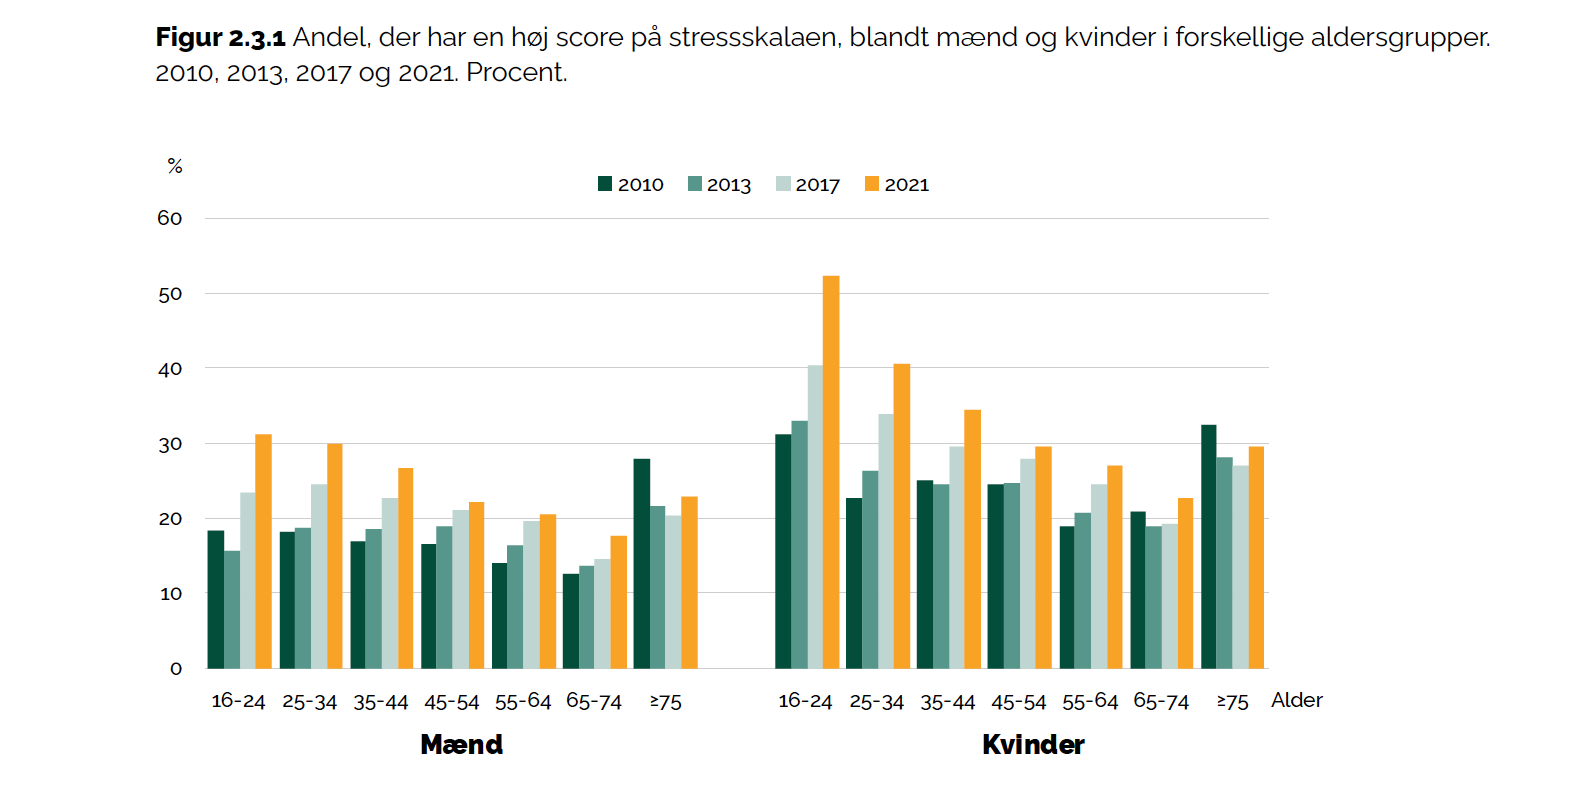 Figur 2.3.1 Andel, der har en høj score på stressskalaen, blandt mænd og kvinder i forskellige aldersgrupper.
2010, 2013, 2017 og 2021. Procent.
%
2010 2013 2017 2021
60
50
40
30
20
10
0
16-24 25-34 35-44 45-54 55-64 65-74 ≥75 16-24 25-34 35-44 45-54 55-64 65-74 ≥75 Alder
Mænd Kvinder